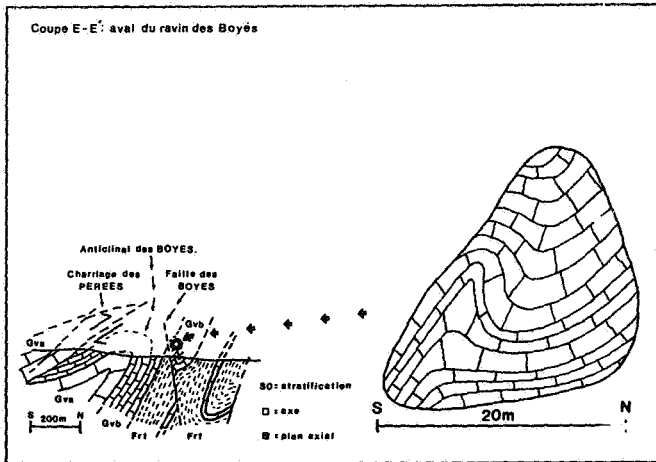 Coupe E-E': aval du ravin des Boyés
Anticlinal des BOYES.
Charriage des
PEREES
Faille des
BOYES
Gvb
Gva
Gva
Gvb
Frt
Frt
S 200m N
S0= stratification
= axe
= plan axial
S 20m N